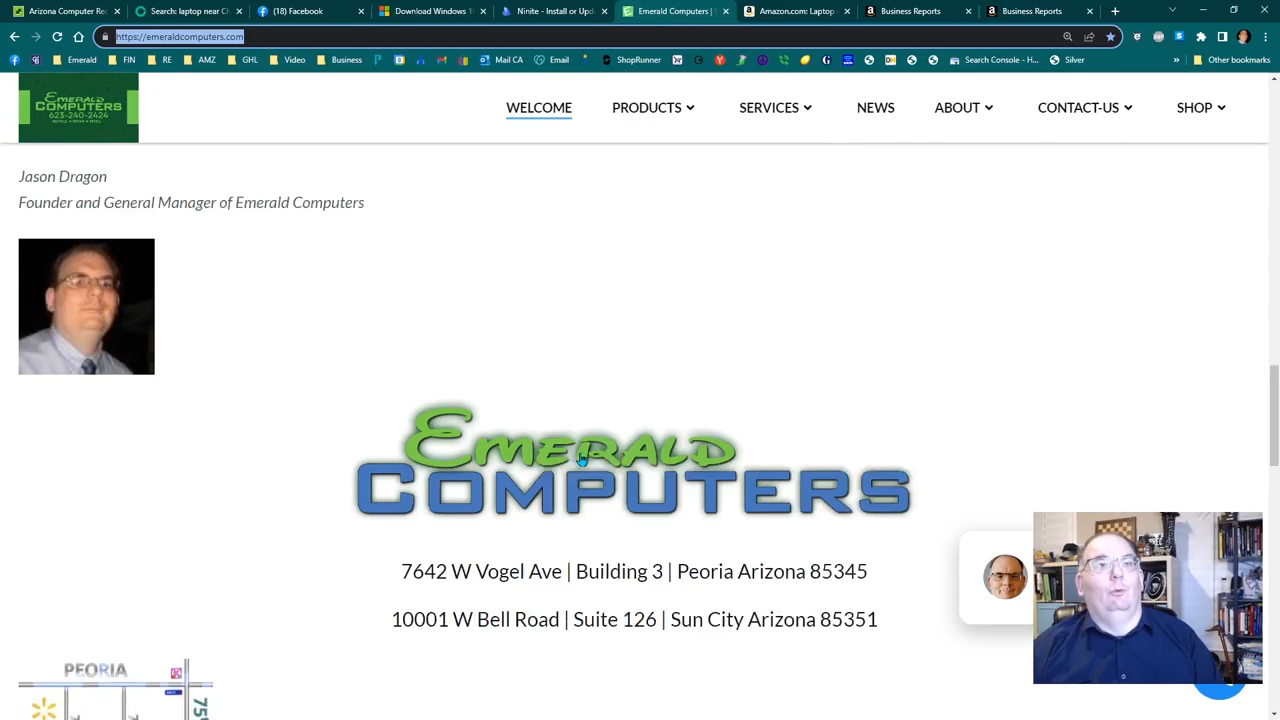 Arizona Computers
Search laptop near
(18) Facebook
Download Windows 1
Ninite - Install or Upd
Emerald Computers
Amazon.com: Laptop
Business Reports
Business Reports
https://emeraldcomputers.com
Emerald
FIN
RE
AMZ
GHL
Video
Business
Mail CA
Email
ShopRunner
Search Console - H...
Silver
»
Other bookmarks
EMERALD
COMPUTERS
623-240-2424
WELCOME
PRODUCTS
SERVICES
NEWS
ABOUT
CONTACT-US
SHOP
Jason Dragon
Founder and General Manager of Emerald Computers
EMERALD
COMPUTERS
7642 W Vogel Ave | Building 3 | Peoria Arizona 85345
10001 W Bell Road | Suite 126 | Sun City Arizona 85351
PEORIA
75